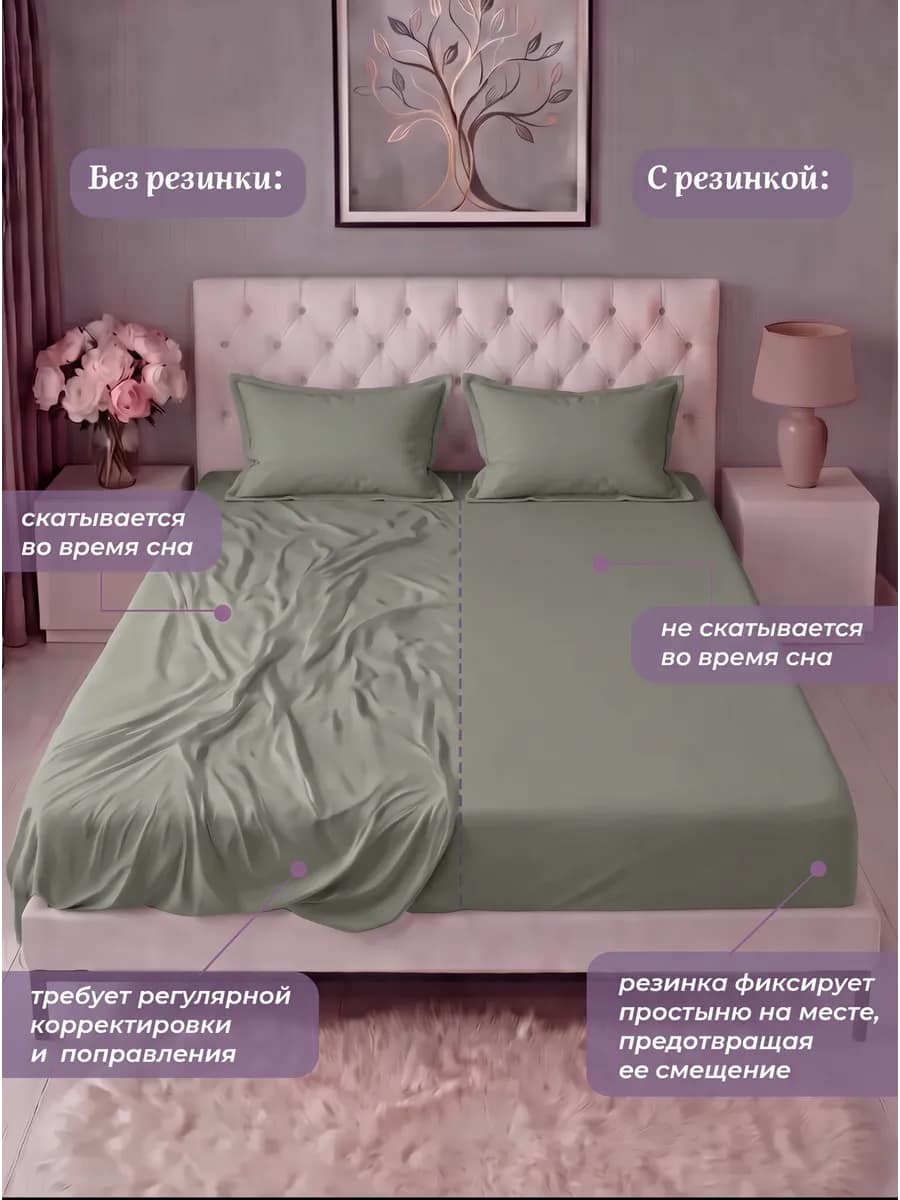 Без резинки:
С резинкой:
скатывается
во время сна
не скатывается
во время сна
требует регулярной
корректировки
и поправления
резинка фиксирует
простыню на месте,
предотвращая
ее смещение